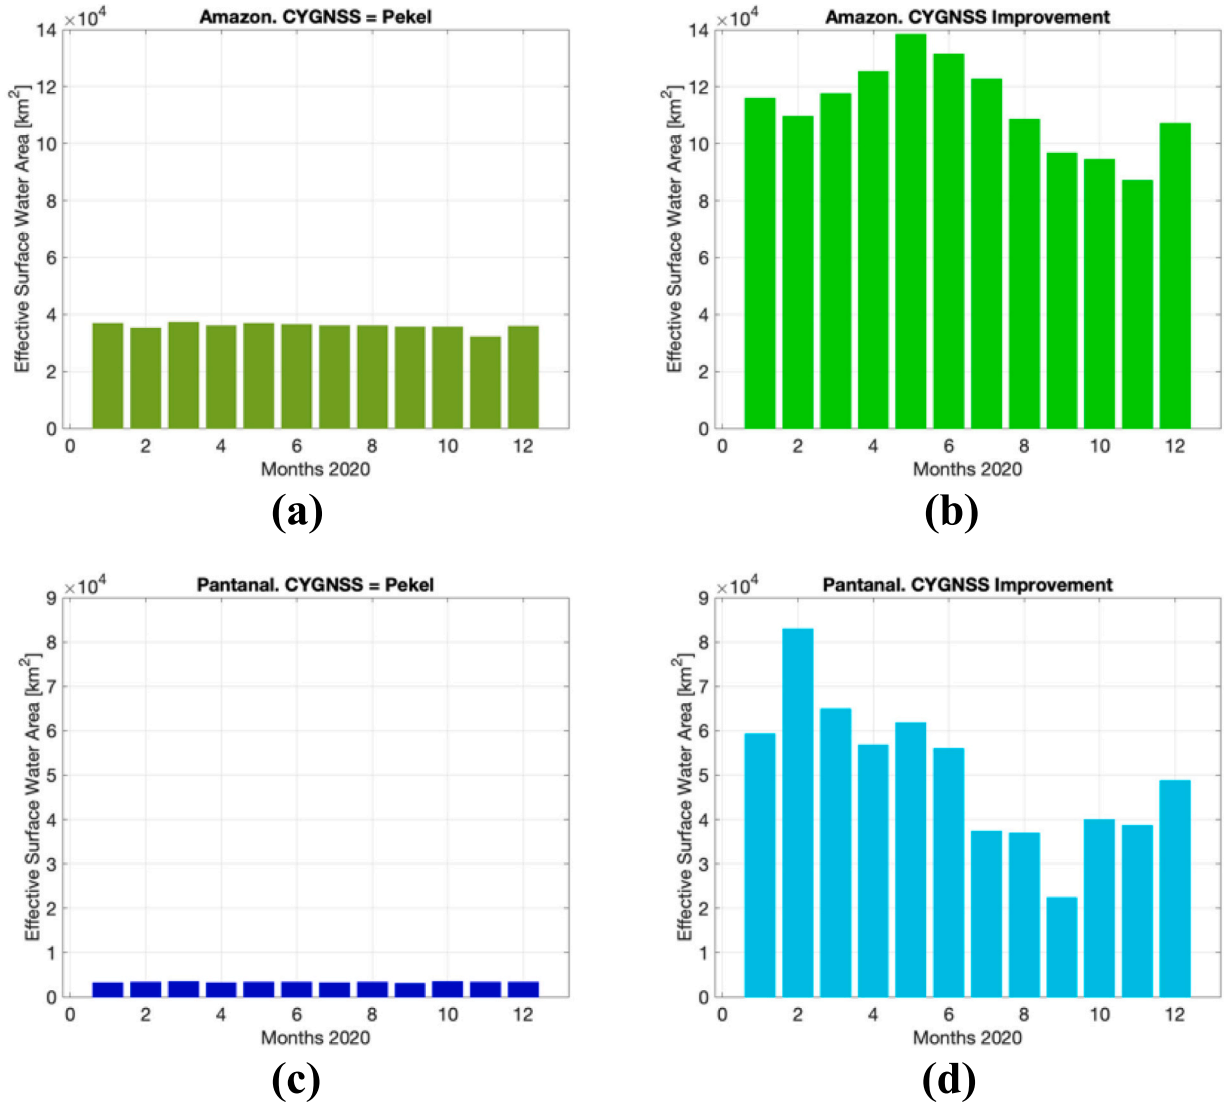 Amazon. CYGNSS = Pekel
×10⁴
14
12
10
8
6
4
2
0
Effective Surface Water Area [km²]
0 2 4 6 8 10 12
Months 2020
(a)
Amazon. CYGNSS Improvement
×10⁴
14
12
10
8
6
4
2
0
Effective Surface Water Area [km²]
0 2 4 6 8 10 12
Months 2020
(b)
Pantanal. CYGNSS = Pekel
×10⁴
9
8
7
6
5
4
3
2
1
0
Effective Surface Water Area [km²]
0 2 4 6 8 10 12
Months 2020
(c)
Pantanal. CYGNSS Improvement
×10⁴
9
8
7
6
5
4
3
2
1
0
Effective Surface Water Area [km²]
0 2 4 6 8 10 12
Months 2020
(d)